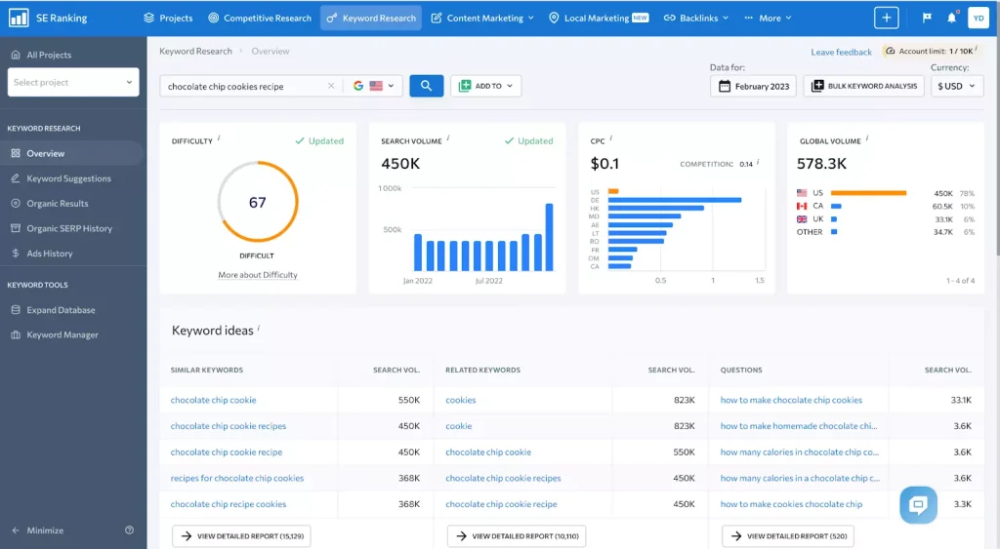 SE Ranking
Projects
Competitive Research
Keyword Research
Content Marketing
Local Marketing NEW
Backlinks
More
YD
All Projects
Select project
KEYWORD RESEARCH
Overview
Keyword Suggestions
Organic Results
Organic SERP History
Ads History
KEYWORD TOOLS
Expand Database
Keyword Manager
Minimize
Keyword Research
Overview
Leave feedback
Account limit: 1 / 10K i
chocolate chip cookies recipe
ADD TO
Data for:
February 2023
BULK KEYWORD ANALYSIS
Currency:
$ USD
DIFFICULTY i
Updated
67
DIFFICULT
More about Difficulty
SEARCH VOLUME i
Updated
450K
1 000k
500k
Jan 2022
Jul 2022
CPC i
$0.1
COMPETITION: 0.14 i
US
DE
HK
MD
AE
LT
RO
FR
OM
CA
0.5
1
1.5
GLOBAL VOLUME i
578.3K
US 450K 78%
CA 60.5K 10%
UK 33.1K 6%
OTHER 34.7K 6%
1 - 4 of 4
Keyword ideas i
SIMILAR KEYWORDS SEARCH VOL.
chocolate chip cookie 550K
chocolate chip cookie recipes 450K
chocolate chip cookie recipe 450K
recipes for chocolate chip cookies 368K
chocolate chip recipe cookies 368K
VIEW DETAILED REPORT (15,129)
RELATED KEYWORDS SEARCH VOL.
cookies 823K
cookie 823K
chocolate chip cookie 550K
chocolate chip cookie recipes 450K
chocolate chip cookie recipe 450K
VIEW DETAILED REPORT (10,110)
QUESTIONS SEARCH VOL.
how to make chocolate chip cookies 33.1K
how to make homemade chocolate chi... 3.6K
how many calories in chocolate chip co... 3.6K
how many calories in a chocolate chip c... 3.6K
how to make cookies chocolate chip 3.3K
VIEW DETAILED REPORT (520)